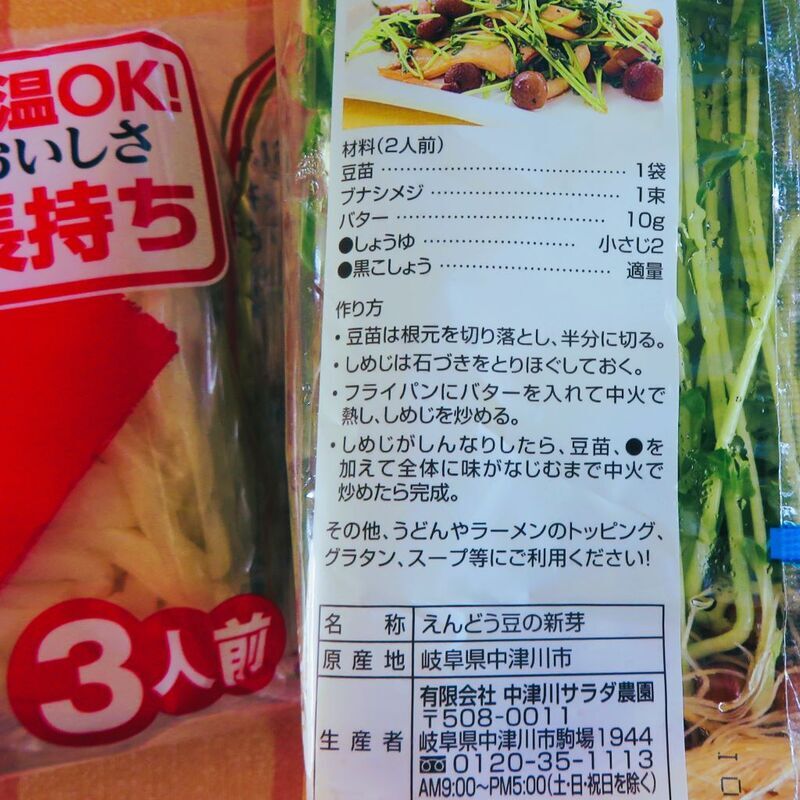 温OK!
おいしさ
長持ち
3人前
材料(2人前)
豆苗 1袋
ブナシメジ 1束
バター 10g
●しょうゆ 小さじ2
●黒こしょう 適量
作り方
・豆苗は根元を切り落とし、半分に切る。
・しめじは石づきをとりほぐしておく。
・フライパンにバターを入れて中火で
熱し、しめじを炒める。
・しめじがしんなりしたら、豆苗、●を
加えて全体に味がなじむまで中火で
炒めたら完成。
その他、うどんやラーメンのトッピング、
グラタン、スープ等にご利用ください!
名称 えんどう豆の新芽
原産地 岐阜県中津川市
生産者 有限会社 中津川サラダ農園
〒508-0011
岐阜県中津川市駒場1944
0120-35-1113
AM9:00~PM5:00(土・日・祝日を除く)